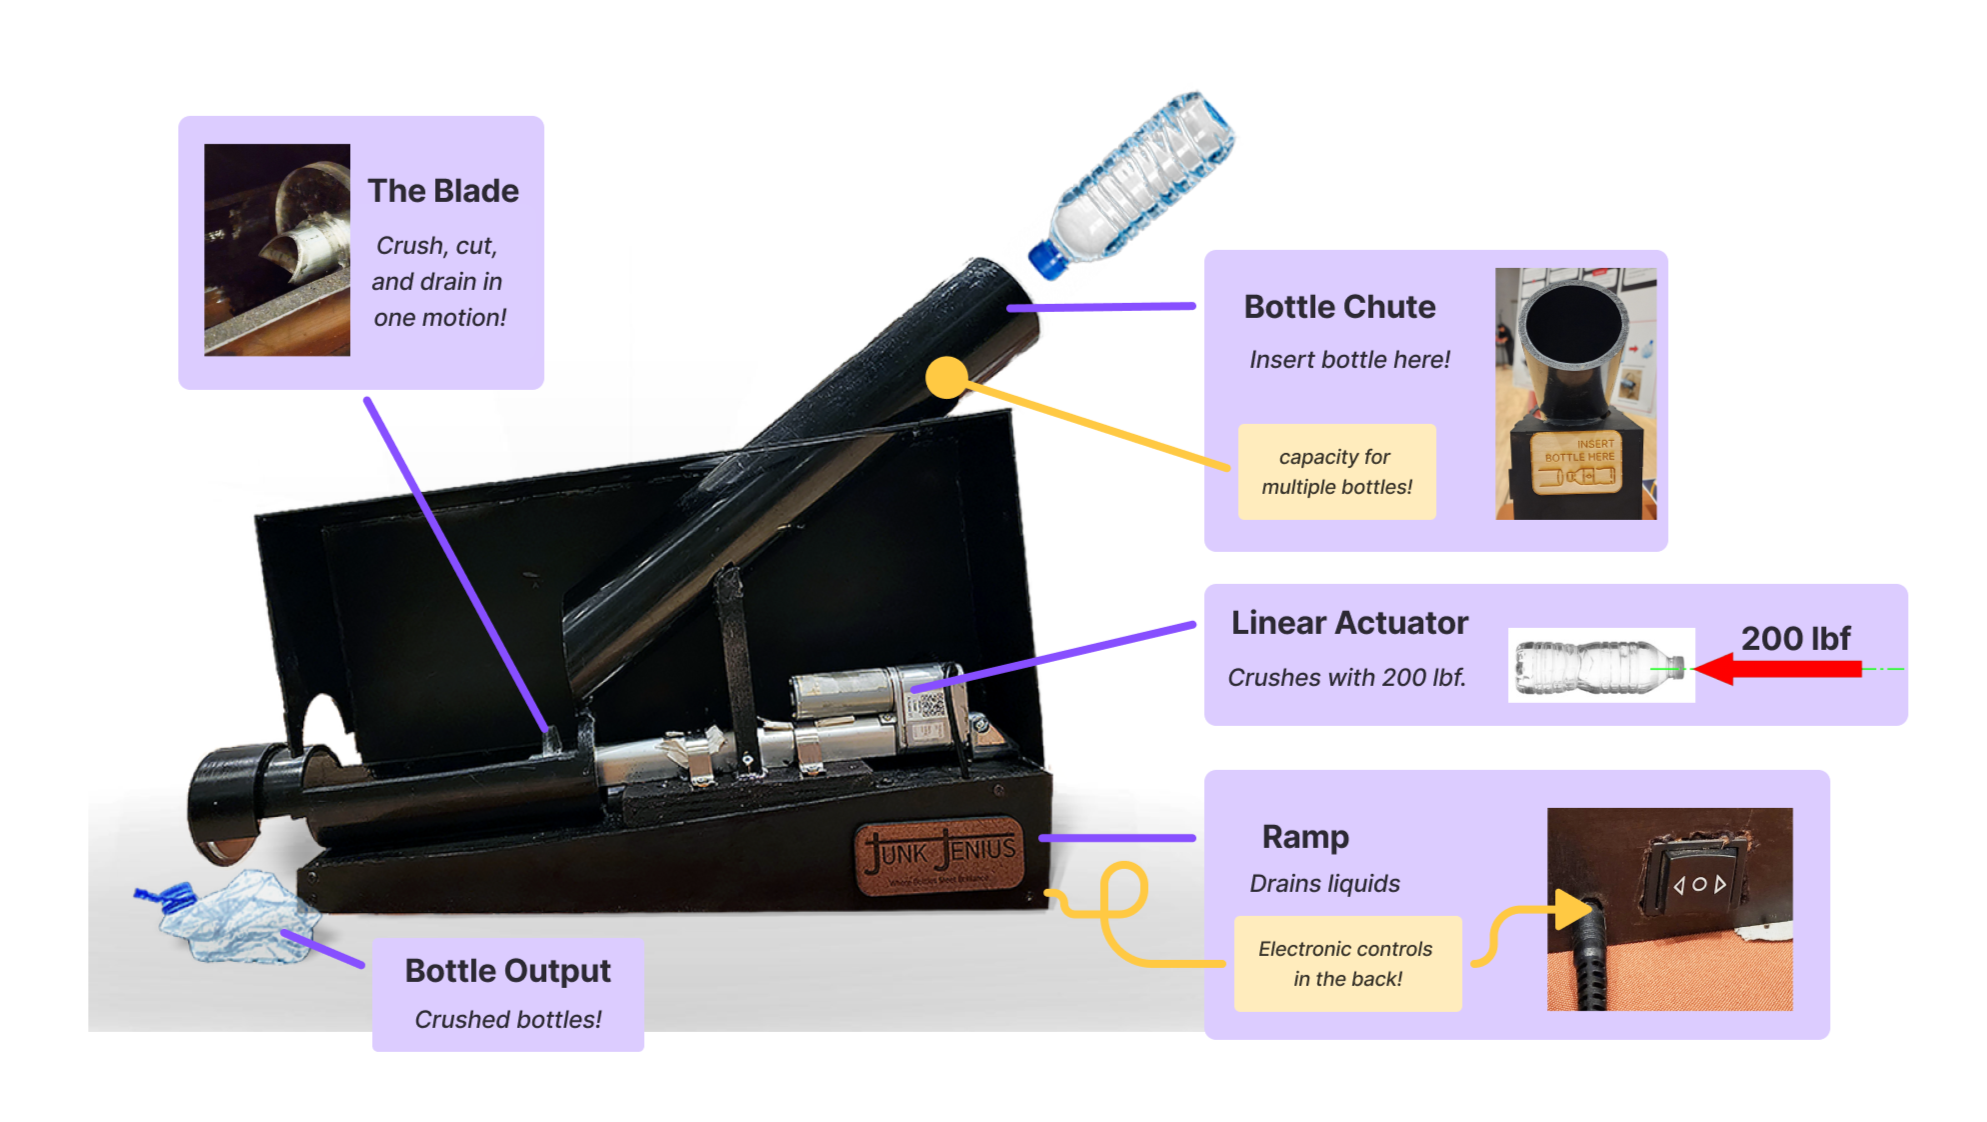 The Blade
Crush, cut,
and drain in
one motion!
Bottle Chute
Insert bottle here!
capacity for
multiple bottles!
INSERT
BOTTLE HERE
Linear Actuator
Crushes with 200 lbf.
200 lbf
JUNK JENIUS
Ramp
Drains liquids
Electronic controls
in the back!
Bottle Output
Crushed bottles!